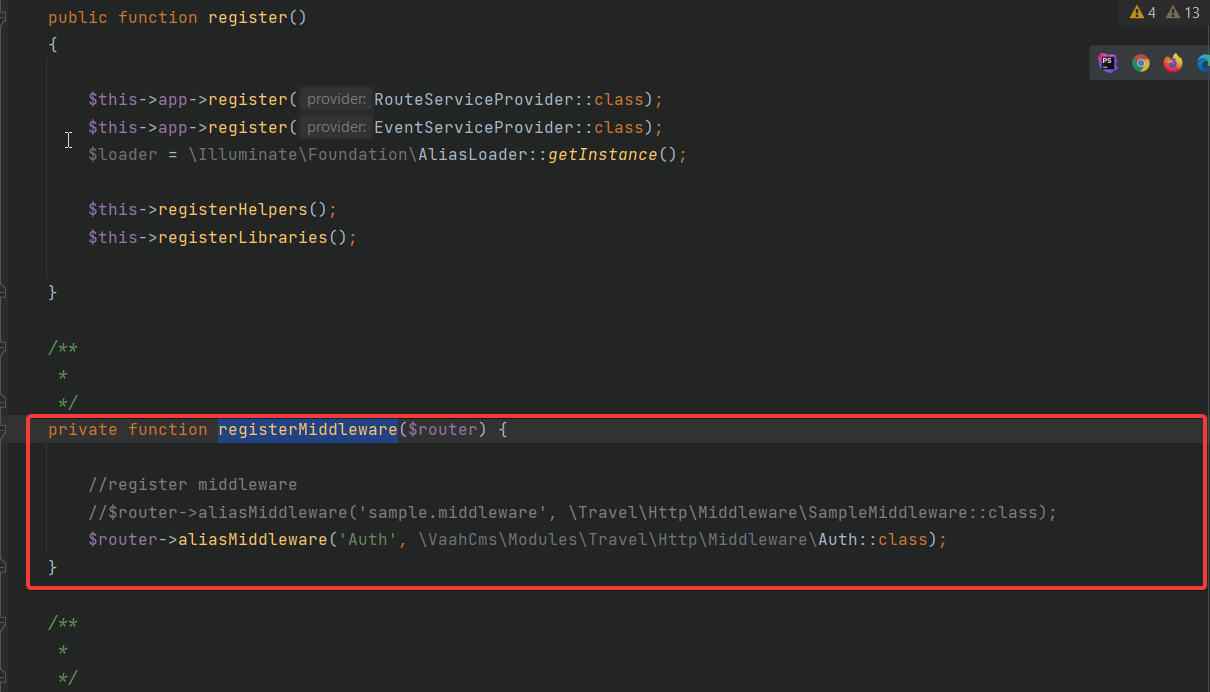 public function register()
4 13
{
PS
$this->app->register( provider: RouteServiceProvider::class);
$this->app->register( provider: EventServiceProvider::class);
$loader = \Illuminate\Foundation\AliasLoader::getInstance();
$this->registerHelpers();
$this->registerLibraries();
}
/**
*
*/
private function registerMiddleware($router) {
//register middleware
//$router->aliasMiddleware('sample.middleware', \Travel\Http\Middleware\SampleMiddleware::class);
$router->aliasMiddleware('Auth', \VaahCms\Modules\Travel\Http\Middleware\Auth::class);
}
/**
*
*/